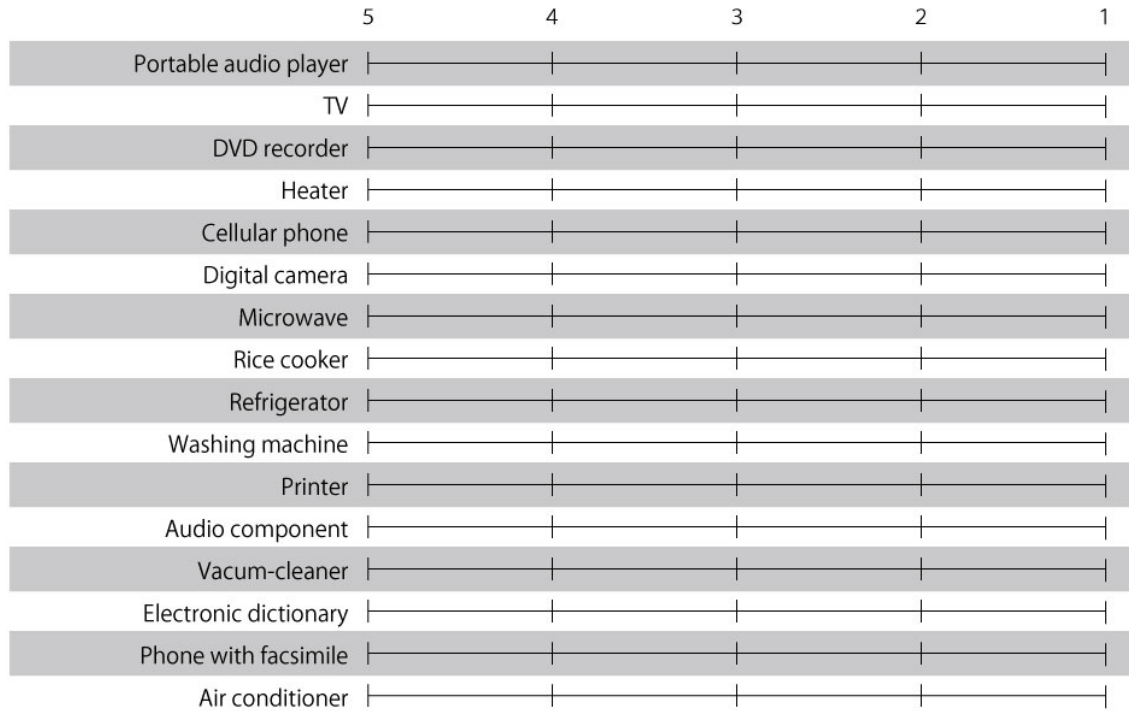 5 4 3 2 1
Portable audio player
TV
DVD recorder
Heater
Cellular phone
Digital camera
Microwave
Rice cooker
Refrigerator
Washing machine
Printer
Audio component
Vacum-cleaner
Electronic dictionary
Phone with facsimile
Air conditioner